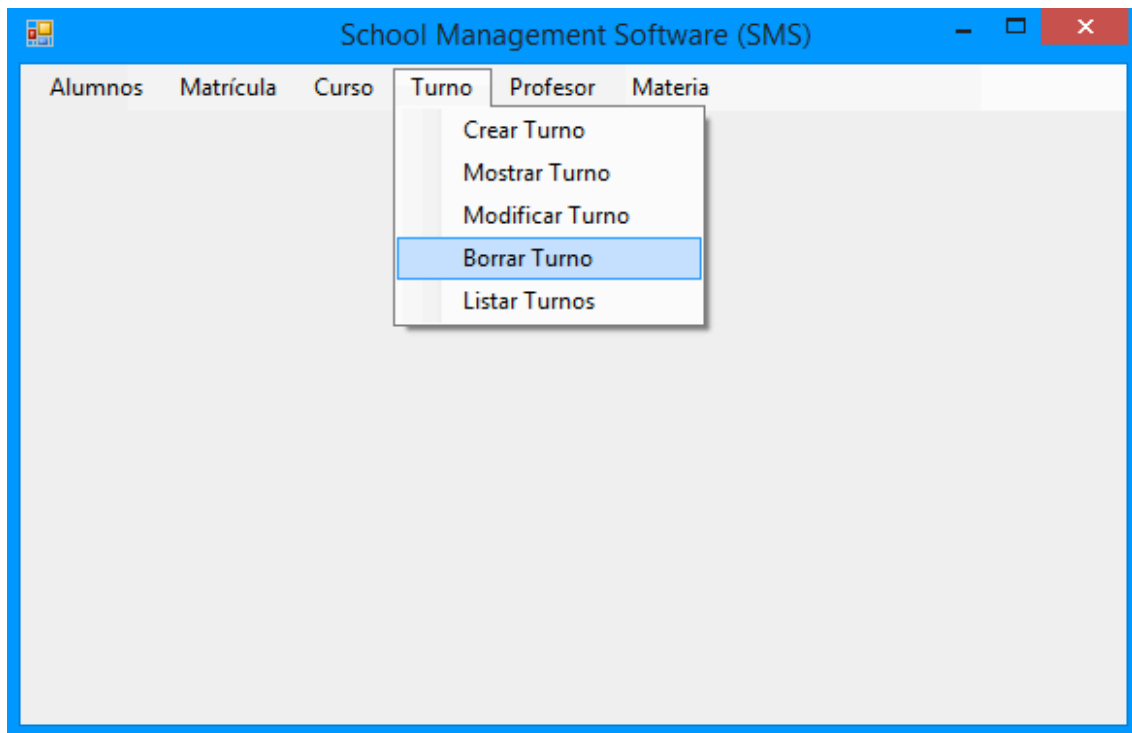 School Management Software (SMS)
Alumnos Matrícula Curso Turno Profesor Materia
Crear Turno
Mostrar Turno
Modificar Turno
Borrar Turno
Listar Turnos